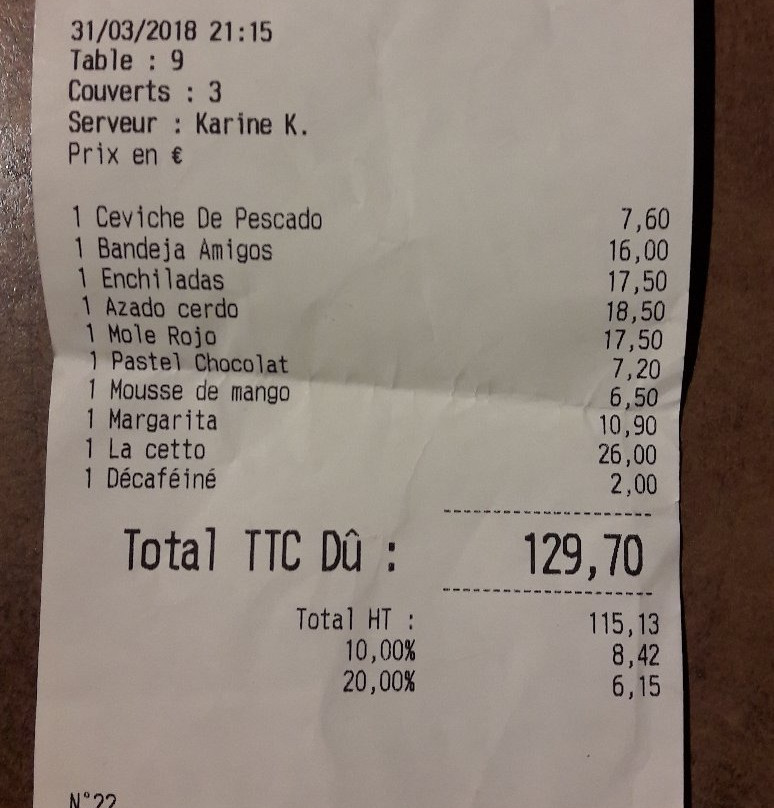 31/03/2018 21:15
Table : 9
Couverts : 3
Serveur : Karine K.
Prix en €
1 Ceviche De Pescado 7,60
1 Bandeja Amigos 16,00
1 Enchiladas 17,50
1 Azado cerdo 18,50
1 Mole Rojo 17,50
1 Pastel Chocolat 7,20
1 Mousse de mango 6,50
1 Margarita 10,90
1 La cetto 26,00
1 Décaféiné 2,00
Total TTC Dû : 129,70
Total HT : 115,13
10,00% 8,42
20,00% 6,15
N°22